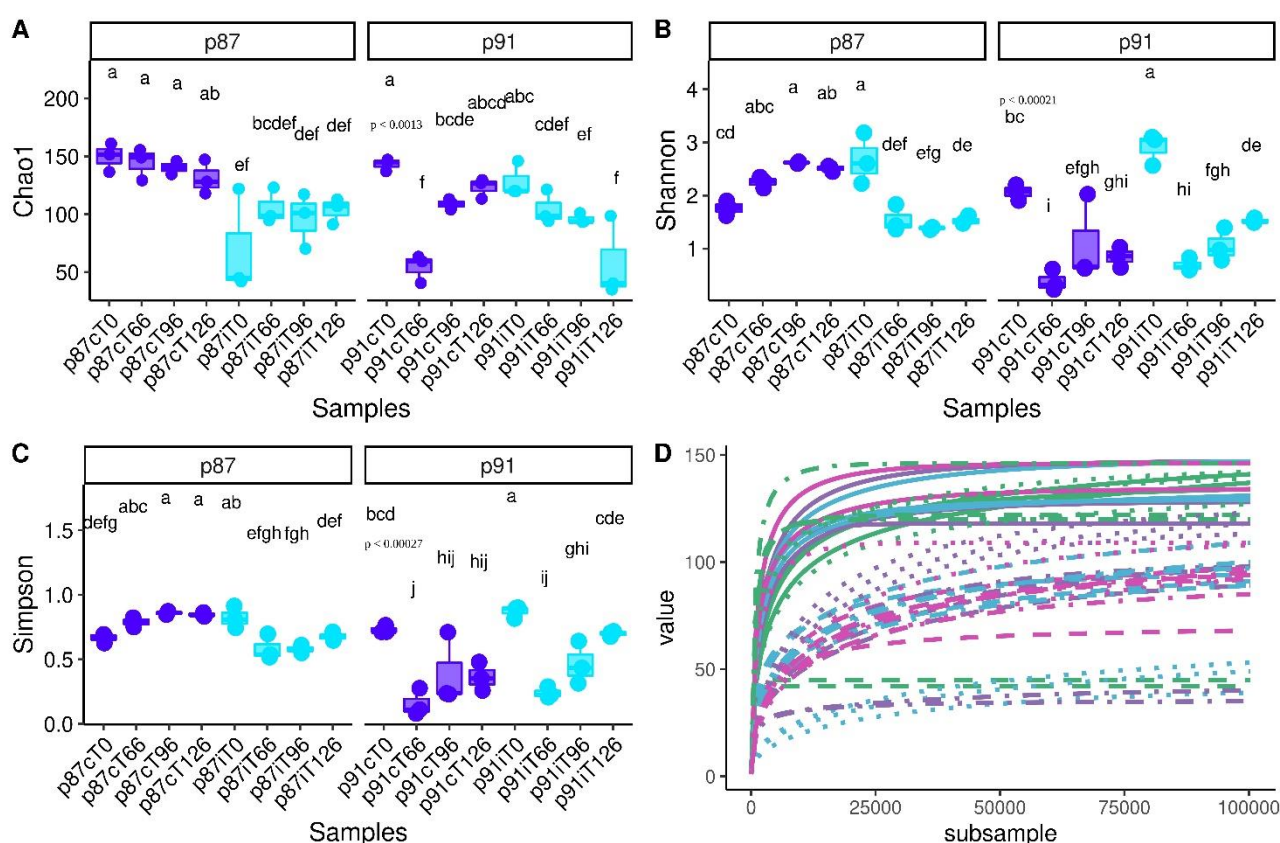 A
p87
p91
Chao1
200
150
100
50
a
a
a
ab
ef
bcdef
def
def
a
p < 0.0013
f
bcde
abcd
abc
cdef
ef
f
p87cT0
p87cT66
p87cT96
p87cT126
p87iT0
p87iT66
p87iT96
p87iT126
p91cT0
p91cT66
p91cT96
p91cT126
p91iT0
p91iT66
p91iT96
p91iT126
Samples
B
p87
p91
Shannon
4
3
2
1
cd
abc
a
ab
a
def
efg
de
p < 0.00021
bc
i
efgh
ghi
a
hi
fgh
de
p87cT0
p87cT66
p87cT96
p87cT126
p87iT0
p87iT66
p87iT96
p87iT126
p91cT0
p91cT66
p91cT96
p91cT126
p91iT0
p91iT66
p91iT96
p91iT126
Samples
C
p87
p91
Simpson
1.5
1.0
0.5
0.0
defg
abc
a
a
ab
efgh
fgh
def
bcd
p < 0.00027
j
hij
hij
a
ij
ghi
cde
p87cT0
p87cT66
p87cT96
p87cT126
p87iT0
p87iT66
p87iT96
p87iT126
p91cT0
p91cT66
p91cT96
p91cT126
p91iT0
p91iT66
p91iT96
p91iT126
Samples
D
value
150
100
50
0
0
25000
50000
75000
100000
subsample